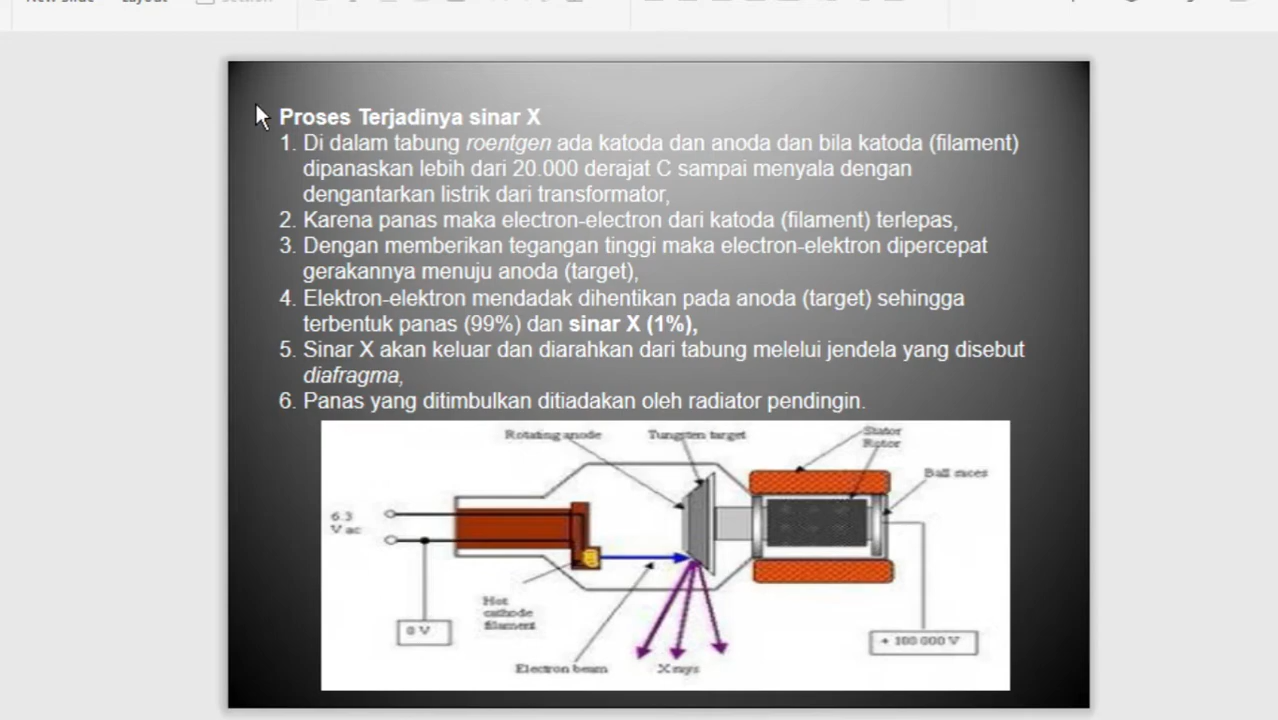 Proses Terjadinya sinar X
1. Di dalam tabung roentgen ada katoda dan anoda dan bila katoda (filament)
dipanaskan lebih dari 20.000 derajat C sampai menyala dengan
dengantarkan listrik dari transformator,
2. Karena panas maka electron-electron dari katoda (filament) terlepas,
3. Dengan memberikan tegangan tinggi maka electron-elektron dipercepat
gerakannya menuju anoda (target),
4. Elektron-elektron mendadak dihentikan pada anoda (target) sehingga
terbentuk panas (99%) dan sinar X (1%),
5. Sinar X akan keluar dan diarahkan dari tabung melelui jendela yang disebut
diafragma,
6. Panas yang ditimbulkan ditiadakan oleh radiator pendingin.
Rotating anode
Tungsten target
Stator
Rotor
Ball races
6.3
V ac
Hot
cathode
filament
0 V
+ 100 000 V
Electron beam
X rays